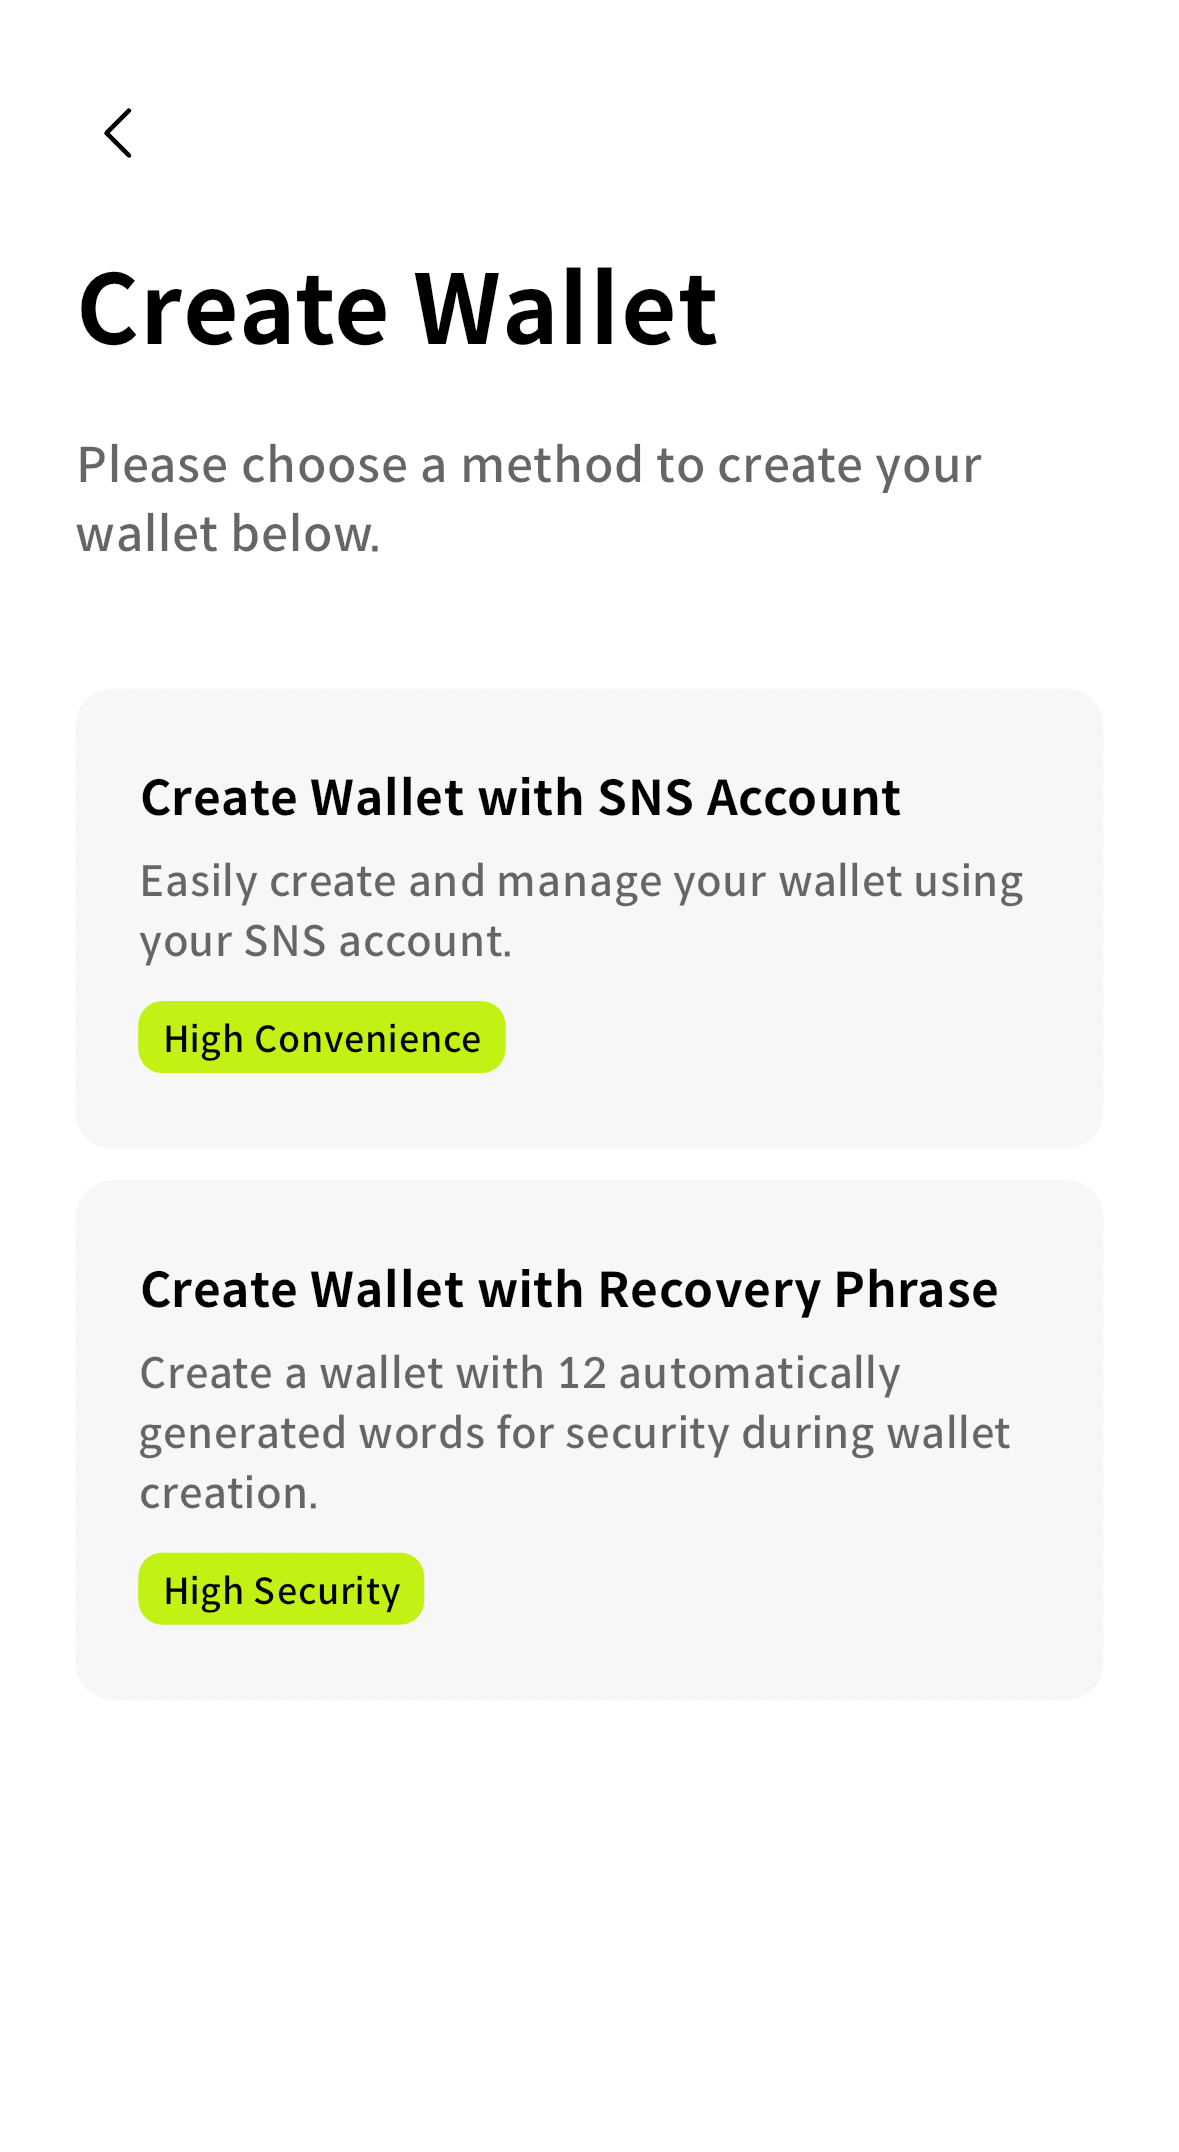 Create Wallet
Please choose a method to create your
wallet below.
Create Wallet with SNS Account
Easily create and manage your wallet using
your SNS account.
High Convenience
Create Wallet with Recovery Phrase
Create a wallet with 12 automatically
generated words for security during wallet
creation.
High Security